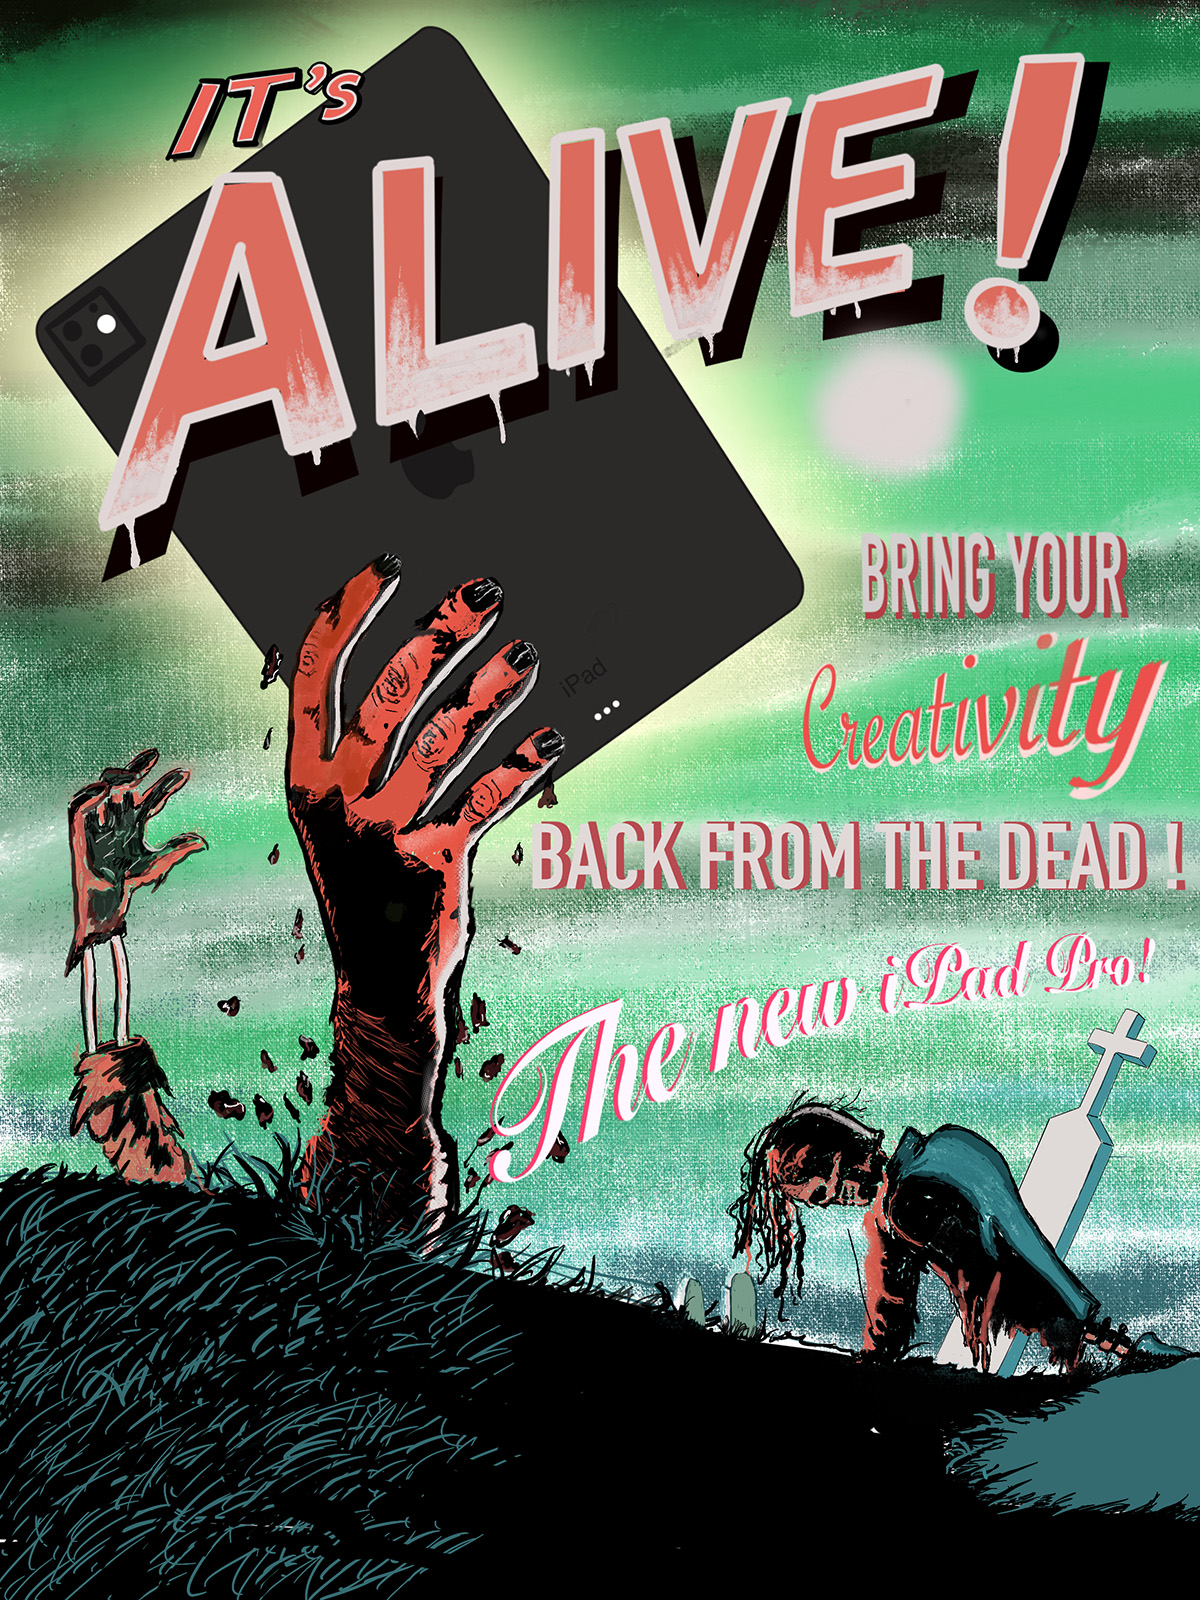 IT'S
ALIVE!
iPad
BRING YOUR
Creativity
BACK FROM THE DEAD !
The new iPad Pro!